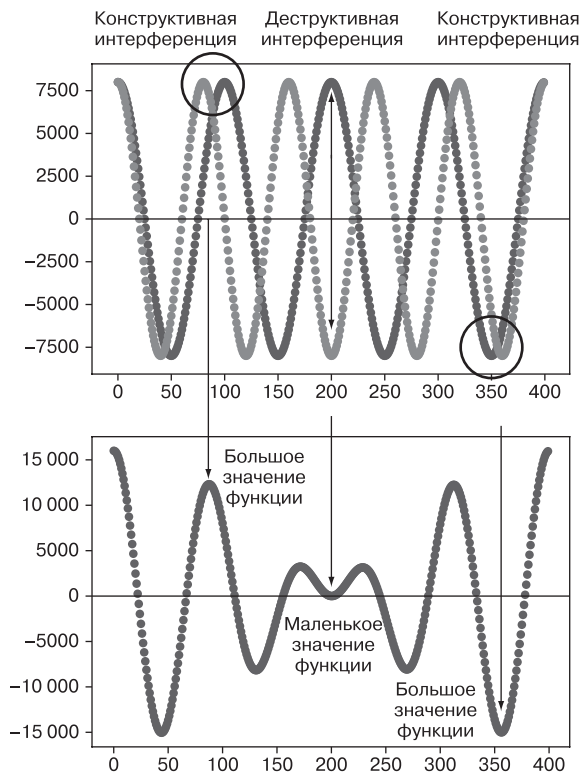 Конструктивная
интерференция
Деструктивная
интерференция
Конструктивная
интерференция
7500
5000
2500
0
−2500
−5000
−7500
0 50 100 150 200 250 300 350 400
15 000
10 000
5000
0
−5000
−10 000
−15 000
Большое
значение
функции
Маленькое
значение
функции
Большое
значение
функции
0 50 100 150 200 250 300 350 400